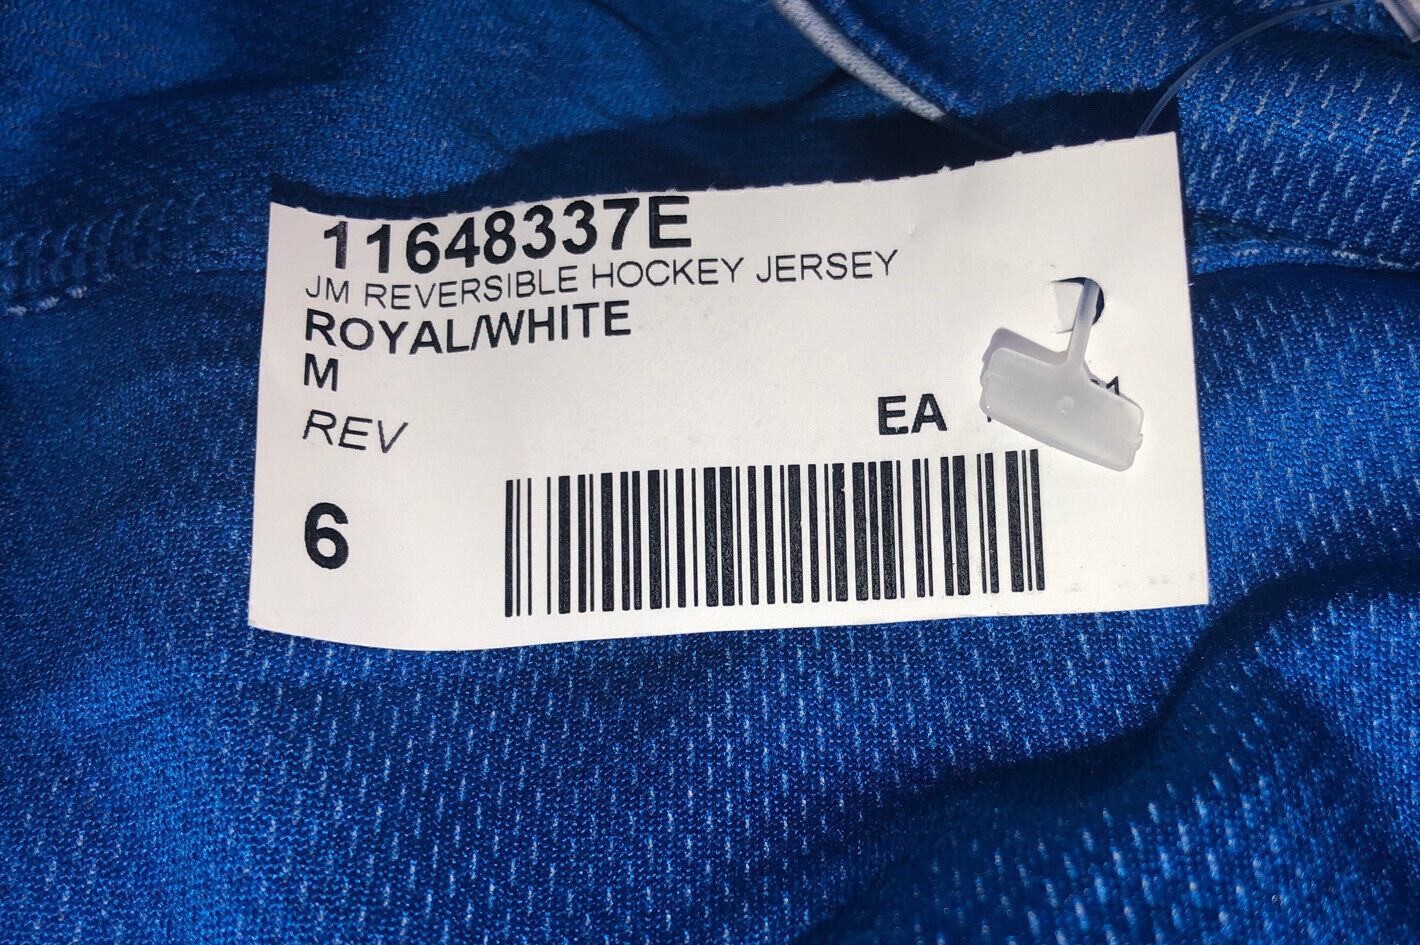 11648337E
JM REVERSIBLE HOCKEY JERSEY
ROYAL/WHITE
M
REV
EA
6